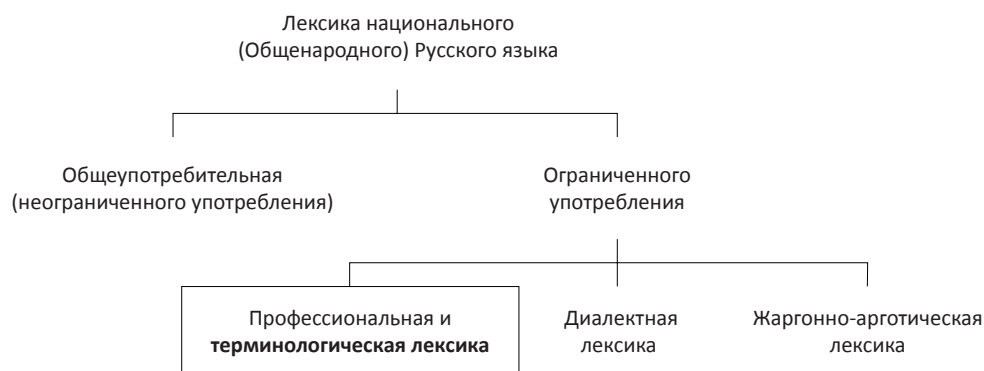 Лексика национального
(Общенародного) Русского языка
Общеупотребительная
(неограниченного употребления)
Ограниченного
употребления
Профессиональная и
терминологическая лексика
Диалектная
лексика
Жаргонно-арготическая
лексика